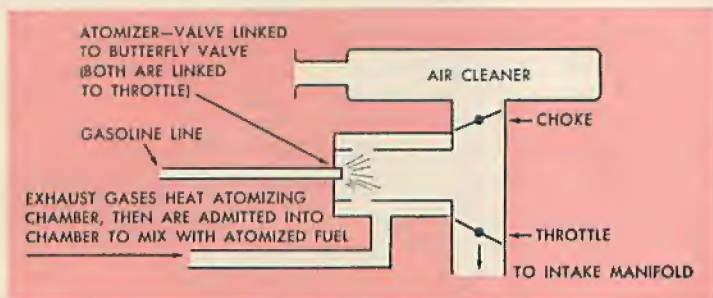 ATOMIZER—VALVE LINKED
TO BUTTERFLY VALVE
(BOTH ARE LINKED
TO THROTTLE)
AIR CLEANER
CHOKE
GASOLINE LINE
EXHAUST GASES HEAT ATOMIZING
CHAMBER, THEN ARE ADMITTED INTO
CHAMBER TO MIX WITH ATOMIZED FUEL
THROTTLE
TO INTAKE MANIFOLD